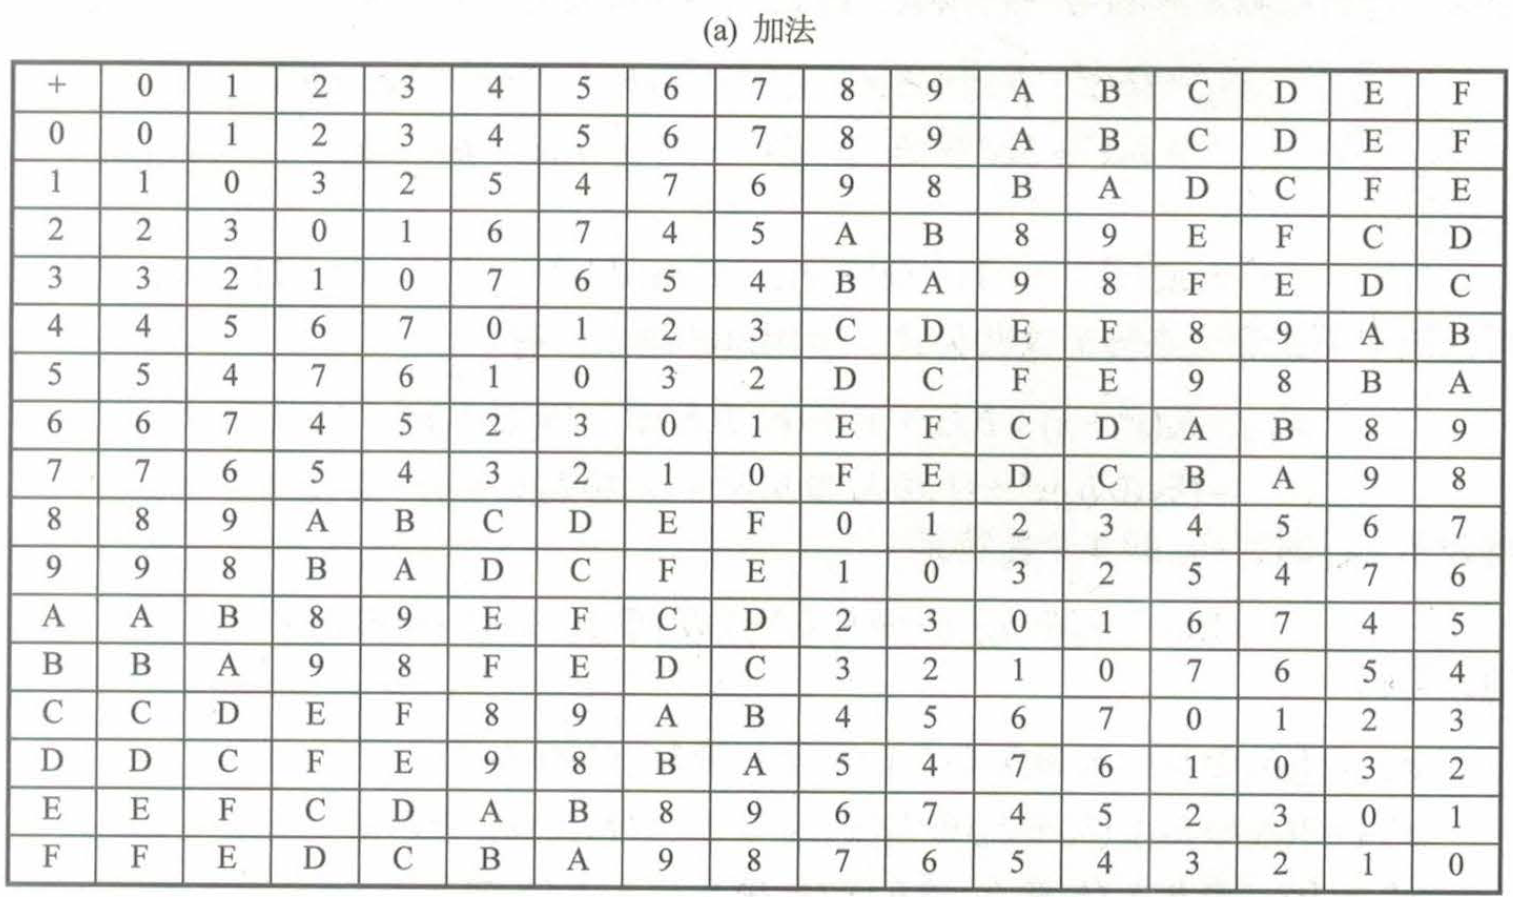 (a) 加法
+ 0 1 2 3 4 5 6 7 8 9 A B C D E F
0 0 1 2 3 4 5 6 7 8 9 A B C D E F
1 1 0 3 2 5 4 7 6 9 8 B A D C F E
2 2 3 0 1 6 7 4 5 A B 8 9 E F C D
3 3 2 1 0 7 6 5 4 B A 9 8 F E D C
4 4 5 6 7 0 1 2 3 C D E F 8 9 A B
5 5 4 7 6 1 0 3 2 D C F E 9 8 B A
6 6 7 4 5 2 3 0 1 E F C D A B 8 9
7 7 6 5 4 3 2 1 0 F E D C B A 9 8
8 8 9 A B C D E F 0 1 2 3 4 5 6 7
9 9 8 B A D C F E 1 0 3 2 5 4 7 6
A A B 8 9 E F C D 2 3 0 1 6 7 4 5
B B A 9 8 F E D C 3 2 1 0 7 6 5 4
C C D E F 8 9 A B 4 5 6 7 0 1 2 3
D D C F E 9 8 B A 5 4 7 6 1 0 3 2
E E F C D A B 8 9 6 7 4 5 2 3 0 1
F F E D C B A 9 8 7 6 5 4 3 2 1 0